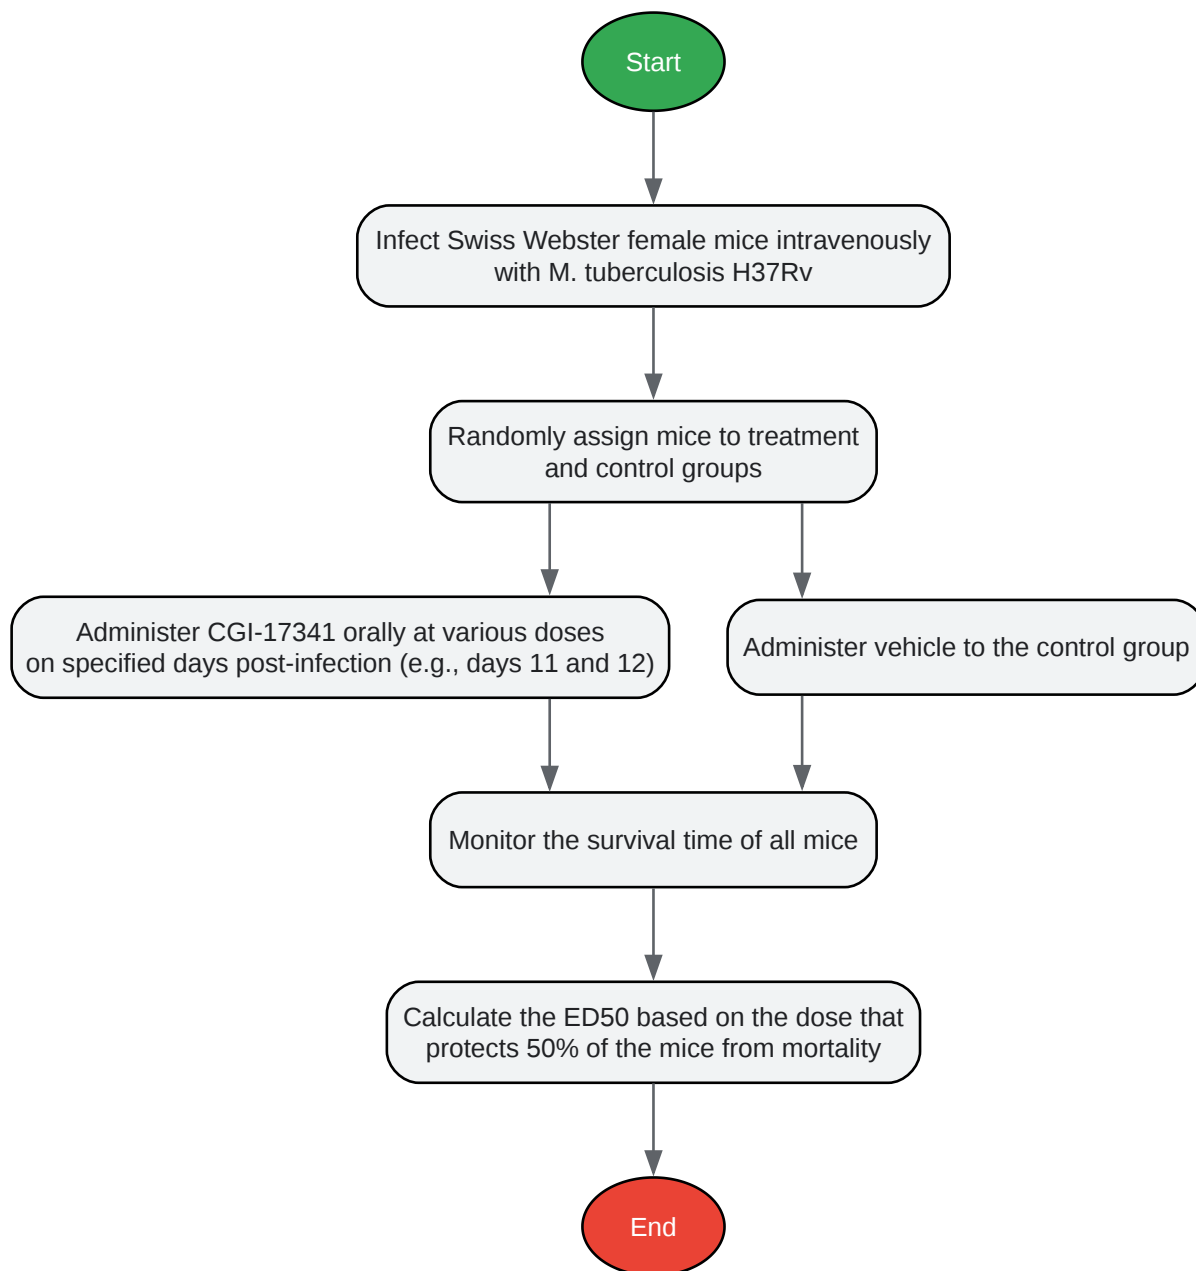 Start
Infect Swiss Webster female mice intravenously
with M. tuberculosis H37Rv
Randomly assign mice to treatment
and control groups
Administer CGI-17341 orally at various doses
on specified days post-infection (e.g., days 11 and 12)
Administer vehicle to the control group
Monitor the survival time of all mice
Calculate the ED50 based on the dose that
protects 50% of the mice from mortality
End